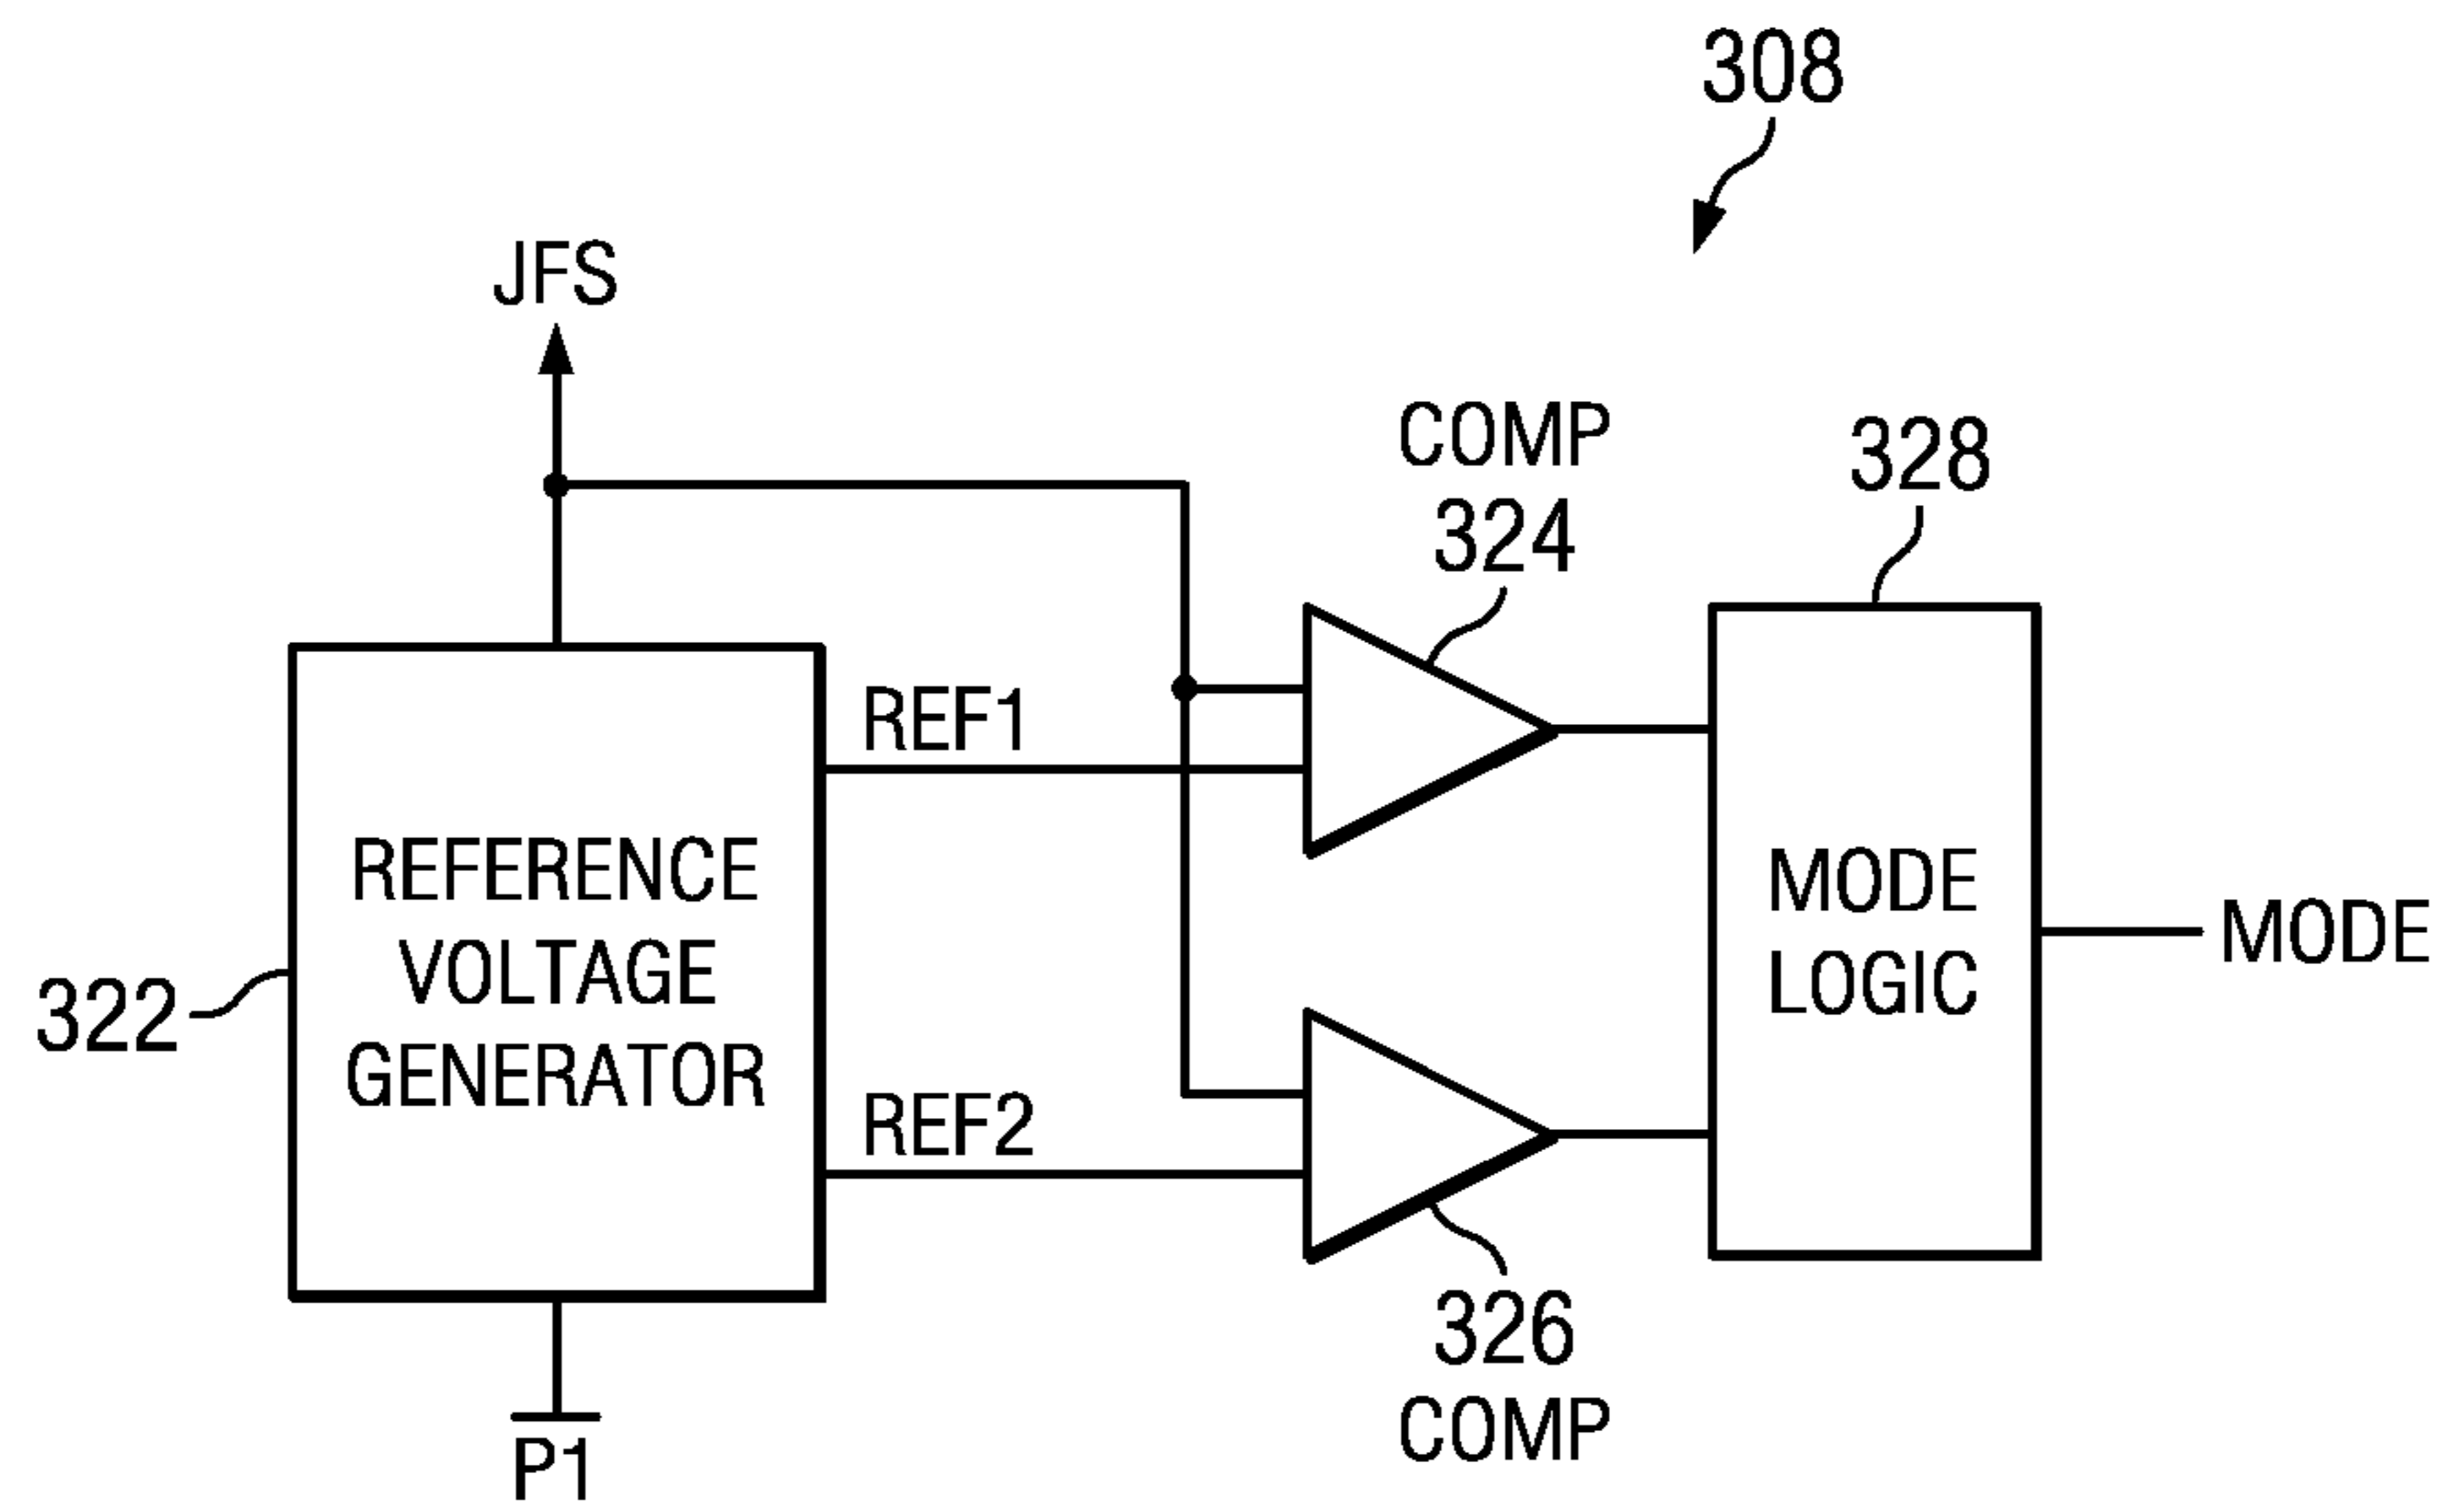 308
JFS
COMP
324
328
REF1
REFERENCE
VOLTAGE
GENERATOR
322
MODE
LOGIC
MODE
REF2
326
COMP
P1